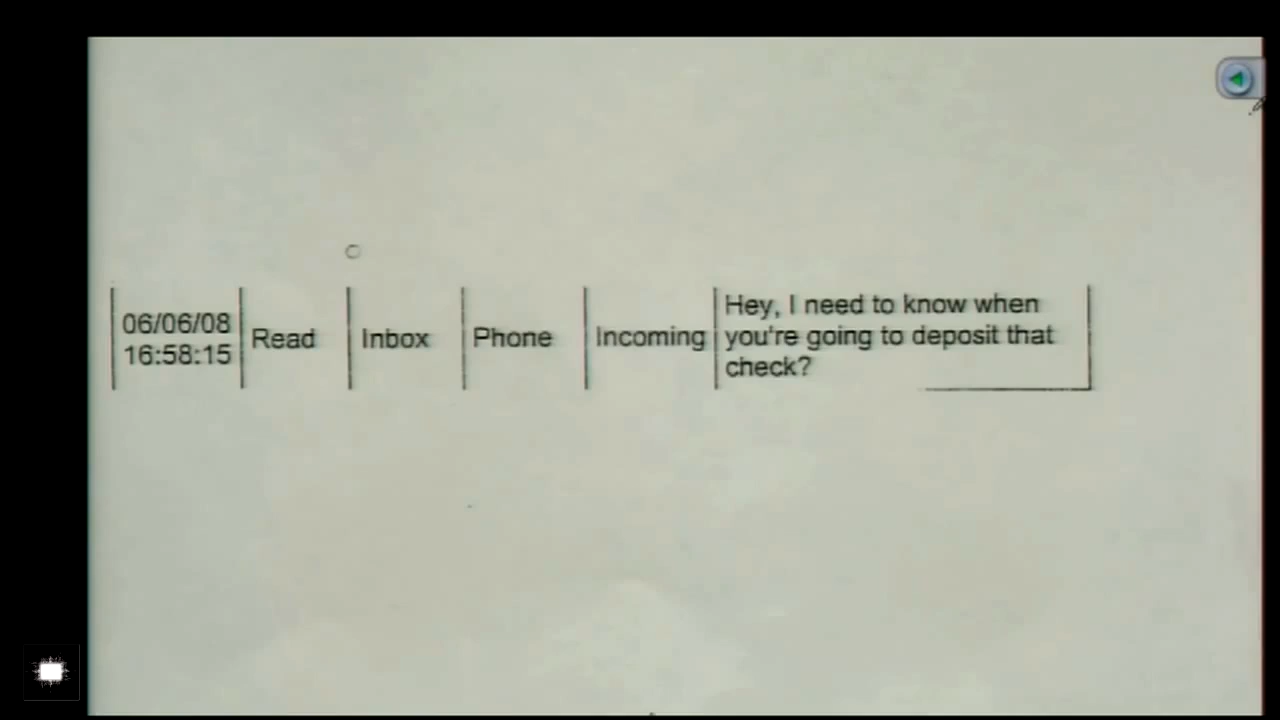 06/06/08
16:58:15
Read
Inbox
Phone
Incoming
Hey, I need to know when
you're going to deposit that
check?